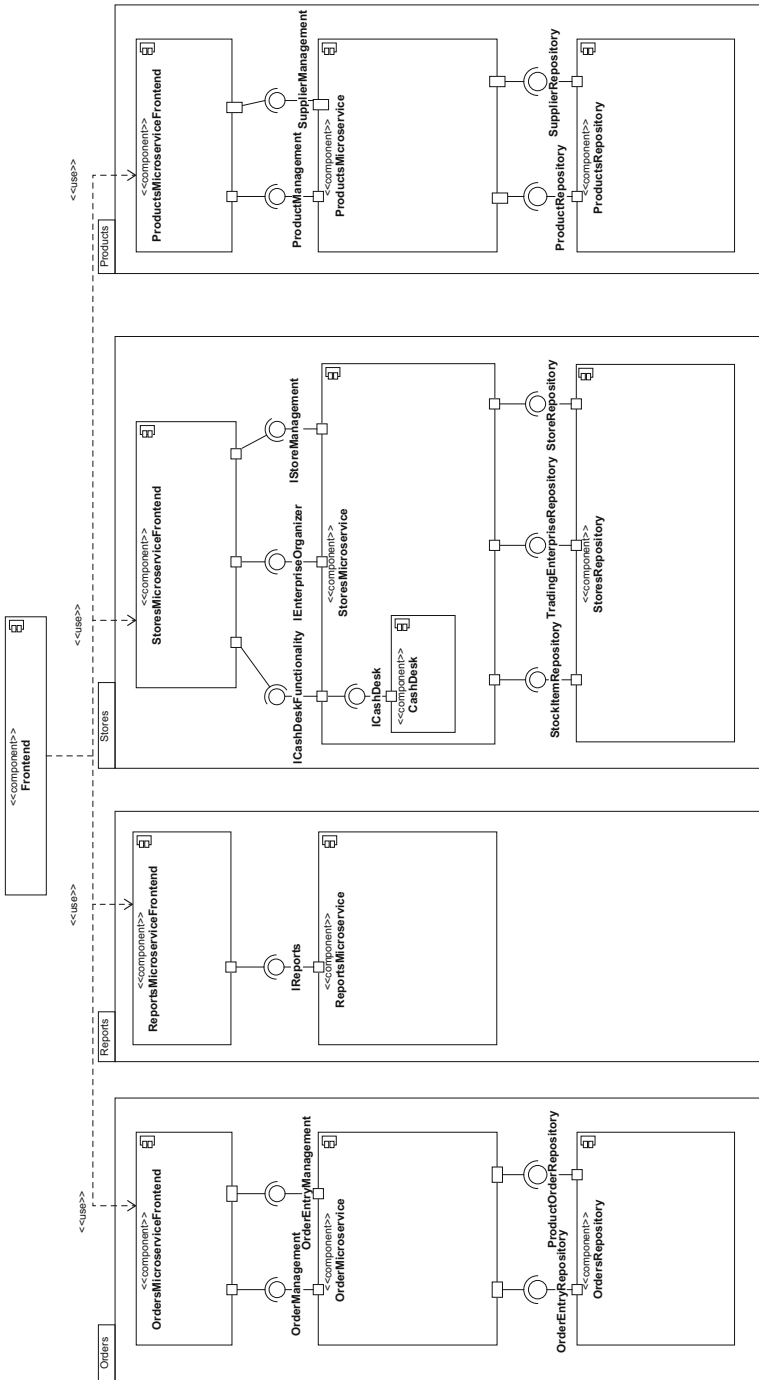 <<component>>
Frontend
<<use>>
<<use>>
<<use>>
<<use>>
Orders
<<component>>
OrdersMicroserviceFrontend
OrderManagement
OrderEntryManagement
<<component>>
OrderMicroservice
OrderEntryRepository
ProductOrderRepository
<<component>>
OrdersRepository
Reports
<<component>>
ReportsMicroserviceFrontend
IReports
<<component>>
ReportsMicroservice
Stores
<<component>>
StoresMicroserviceFrontend
ICashDeskFunctionality
IEnterpriseOrganizer
IStoreManagement
<<component>>
StoresMicroservice
ICashDesk
<<component>>
CashDesk
StockItemRepository
TradingEnterpriseRepository
StoreRepository
<<component>>
StoresRepository
Products
<<component>>
ProductsMicroserviceFrontend
ProductManagement
SupplierManagement
<<component>>
ProductsMicroservice
ProductRepository
SupplierRepository
<<component>>
ProductsRepository